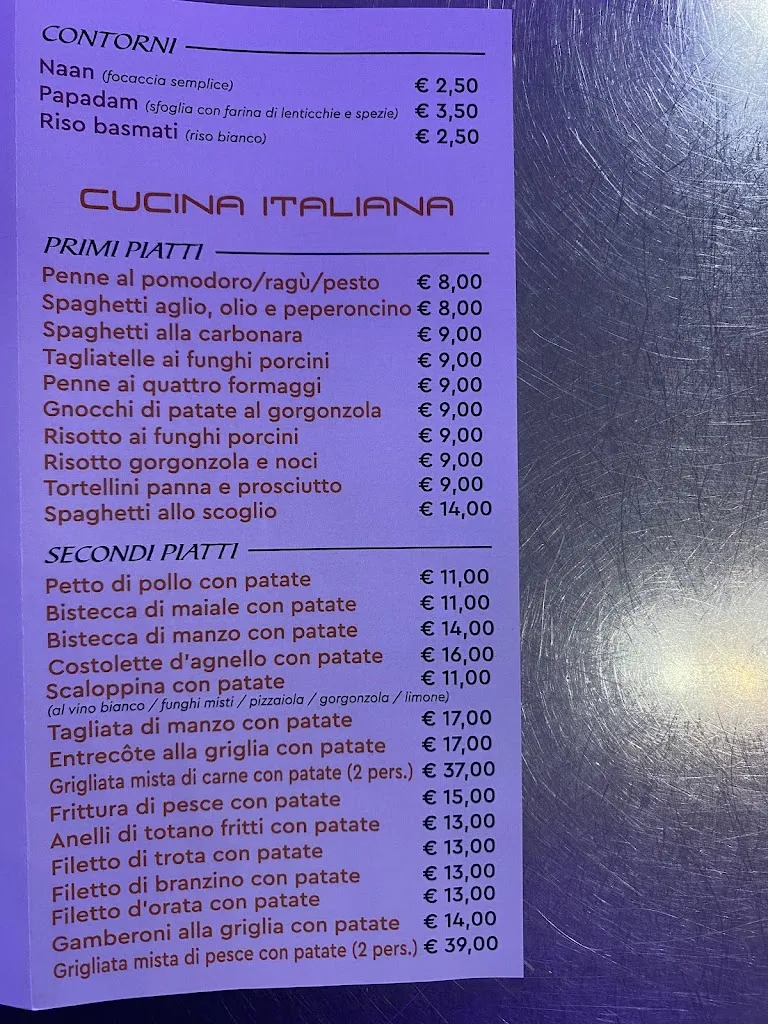 CONTORNI
Naan (focaccia semplice) € 2,50
Papadam (sfoglia con farina di lenticchie e spezie) € 3,50
Riso basmati (riso bianco) € 2,50
CUCINA ITALIANA
PRIMI PIATTI
Penne al pomodoro/ragù/pesto € 8,00
Spaghetti aglio, olio e peperoncino € 8,00
Spaghetti alla carbonara € 9,00
Tagliatelle ai funghi porcini € 9,00
Penne ai quattro formaggi € 9,00
Gnocchi di patate al gorgonzola € 9,00
Risotto ai funghi porcini € 9,00
Risotto gorgonzola e noci € 9,00
Tortellini panna e prosciutto € 9,00
Spaghetti allo scoglio € 14,00
SECONDI PIATTI
Petto di pollo con patate € 11,00
Bistecca di maiale con patate € 11,00
Bistecca di manzo con patate € 14,00
Costolette d'agnello con patate € 16,00
Scaloppina con patate € 11,00
(al vino bianco / funghi misti / pizzaiola / gorgonzola / limone)
Tagliata di manzo con patate € 17,00
Entrecôte alla griglia con patate € 17,00
Grigliata mista di carne con patate (2 pers.) € 37,00
Frittura di pesce con patate € 15,00
Anelli di totano fritti con patate € 13,00
Filetto di trota con patate € 13,00
Filetto di branzino con patate € 13,00
Filetto d'orata con patate € 13,00
Gamberoni alla griglia con patate € 14,00
Grigliata mista di pesce con patate (2 pers.) € 39,00